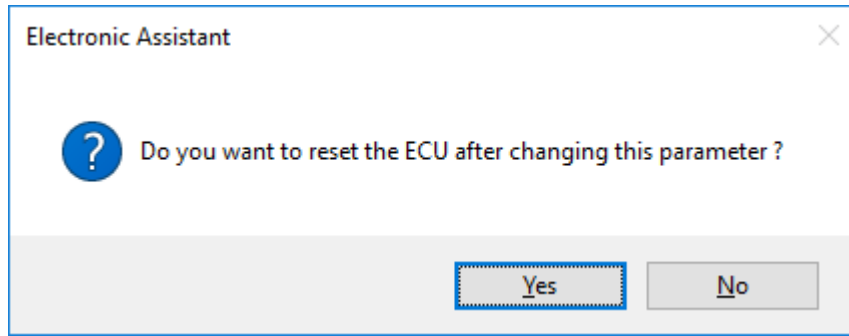 Electronic Assistant
?
Do you want to reset the ECU after changing this parameter ?
Yes
No